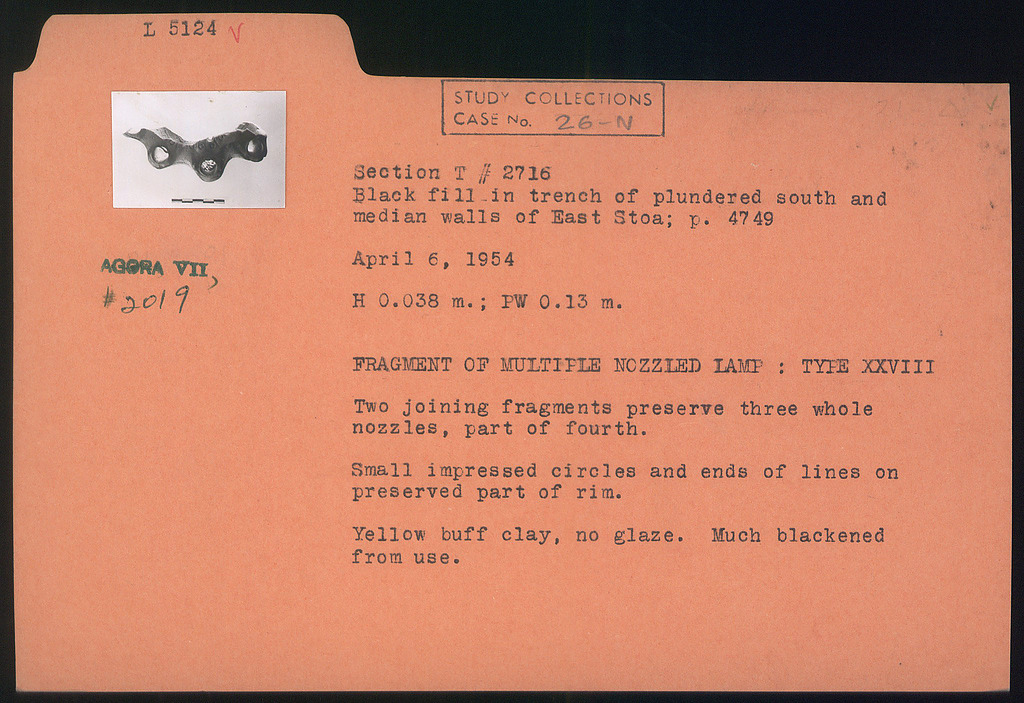 L 5124 V
STUDY COLLECTIONS
CASE No. 26-N
Section T # 2716
Black fill in trench of plundered south and
median walls of East Stoa; p. 4749
AGORA VII,
#2019
April 6, 1954
H 0.038 m.; PW 0.13 m.
FRAGMENT OF MULTIPLE NOZZLED LAMP : TYPE XXVIII
Two joining fragments preserve three whole
nozzles, part of fourth.
Small impressed circles and ends of lines on
preserved part of rim.
Yellow buff clay, no glaze. Much blackened
from use.